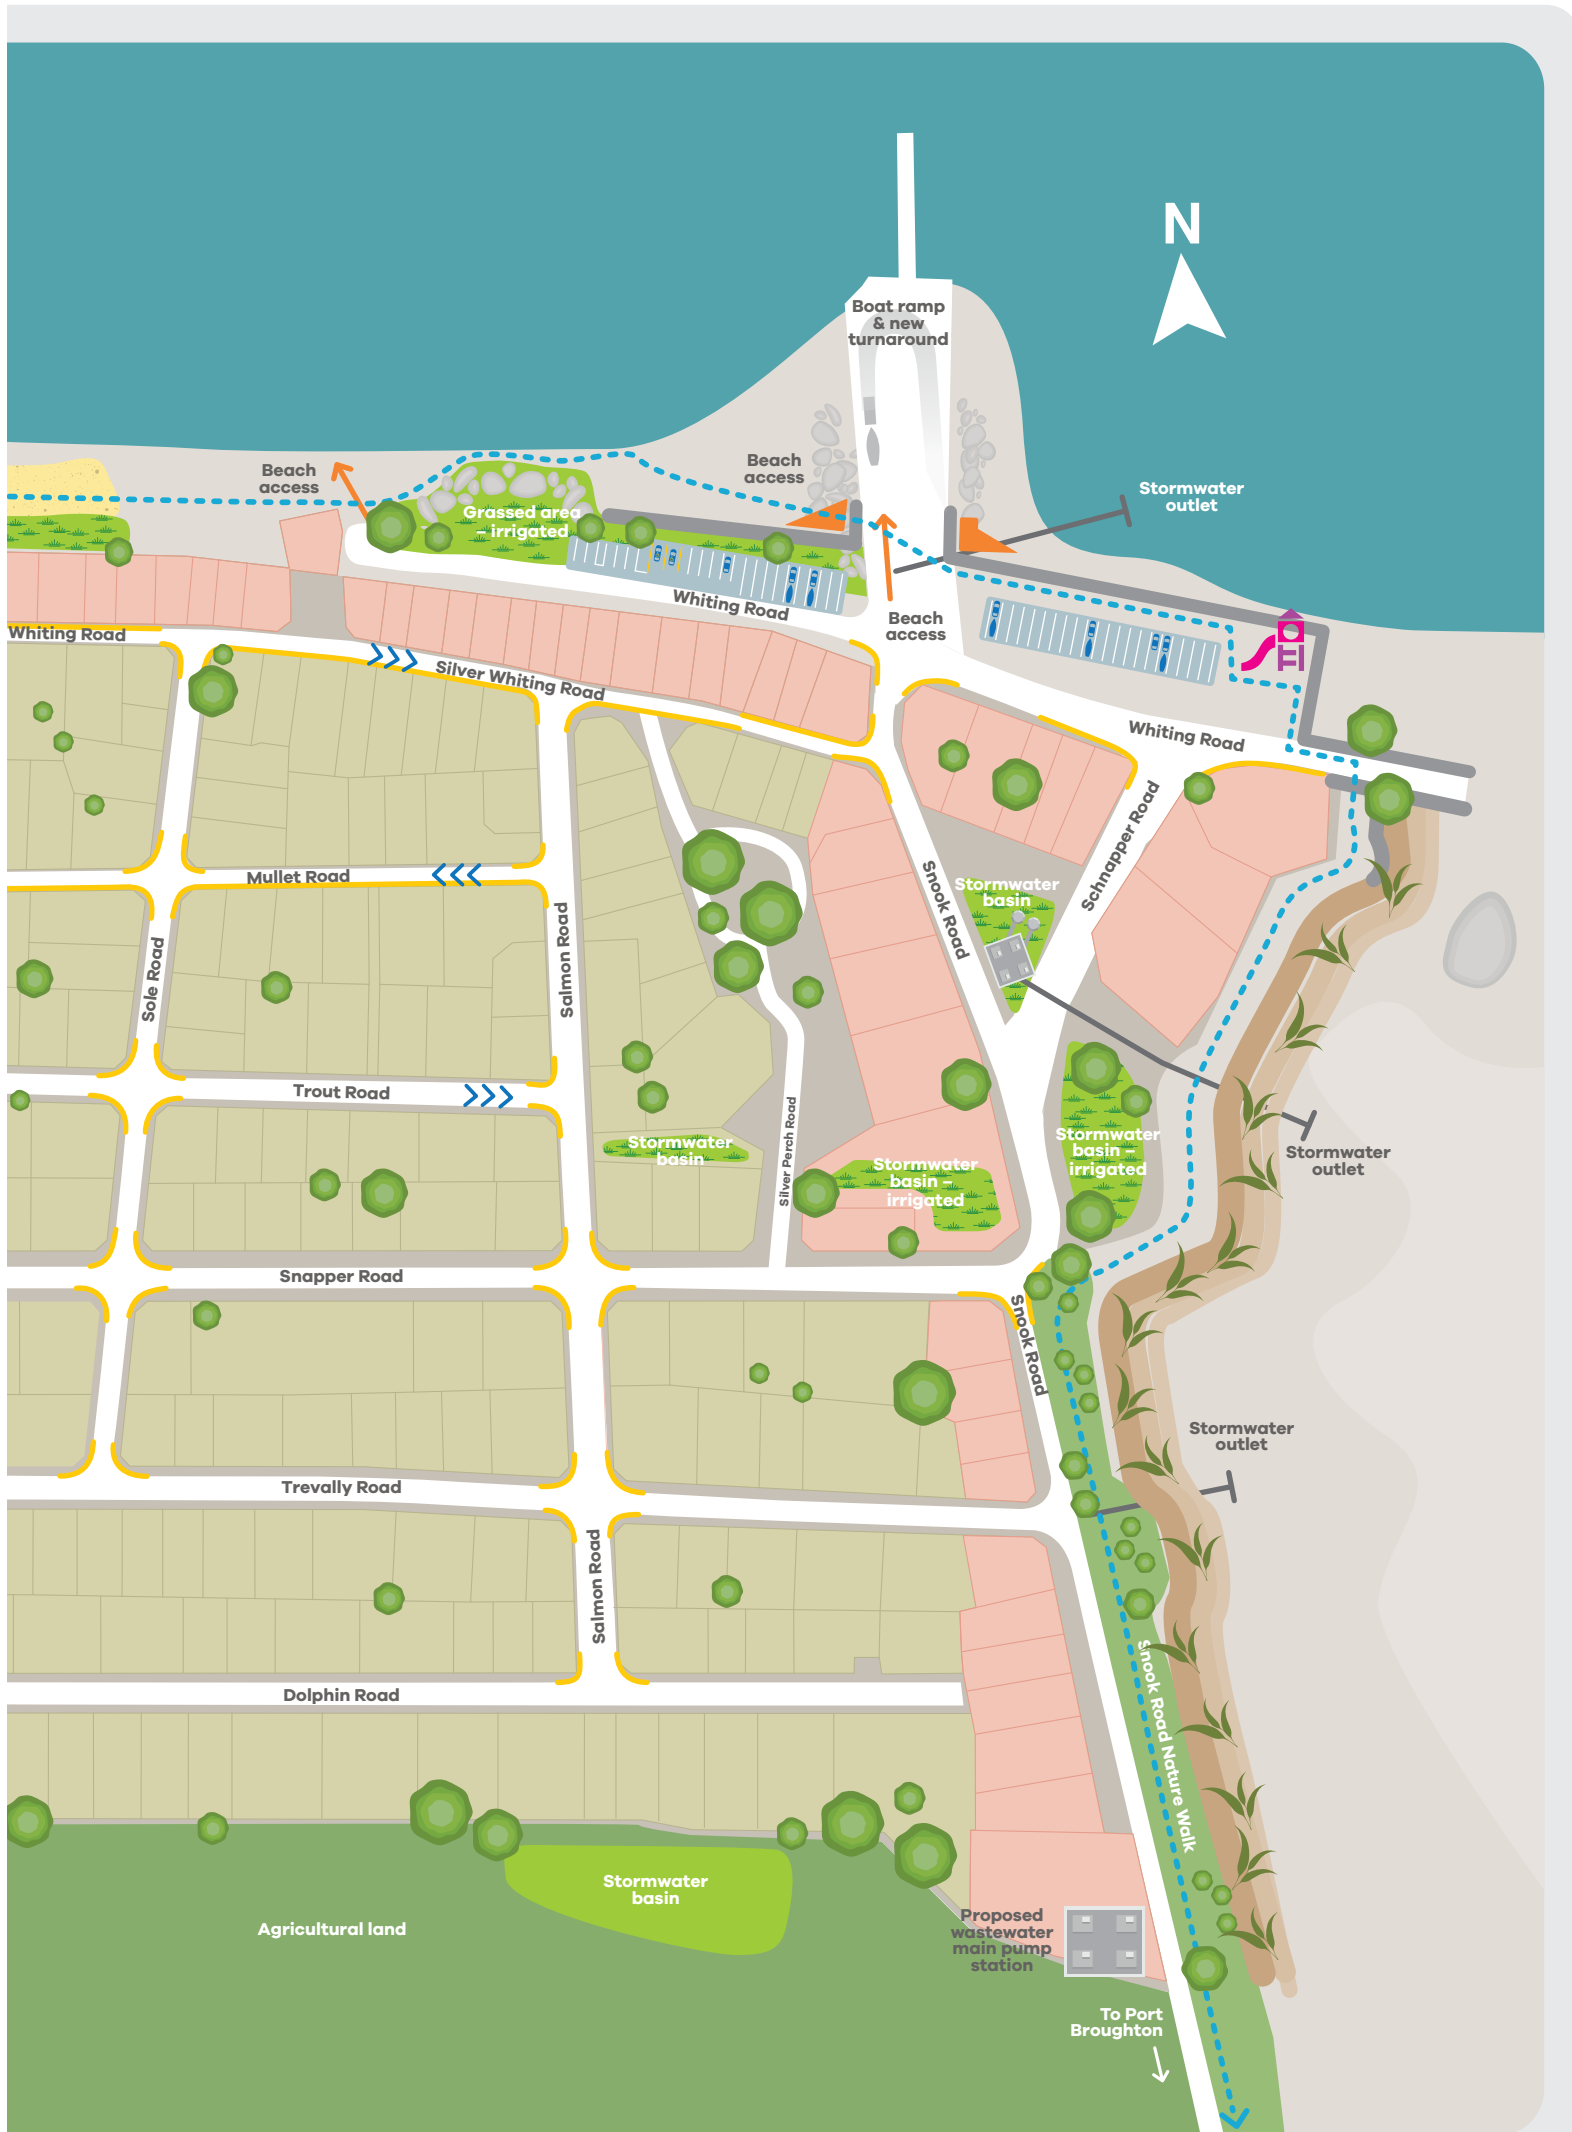 N
Boat ramp
& new
turnaround
Beach
access
Beach
access
Stormwater
outlet
Grassed area
– irrigated
Whiting Road
Beach
access
Whiting Road
Silver Whiting Road
Whiting Road
Mullet Road
Schnapper Road
Snook Road
Stormwater
basin
Salmon Road
Sole Road
Trout Road
Stormwater
basin
Silver Perch Road
Stormwater
basin –
irrigated
Stormwater
basin –
irrigated
Stormwater
outlet
Snapper Road
Snook Road
Stormwater
outlet
Trevally Road
Salmon Road
Snook Road Nature Walk
Dolphin Road
Stormwater
basin
Agricultural land
Proposed
wastewater
main pump
station
To Port
Broughton